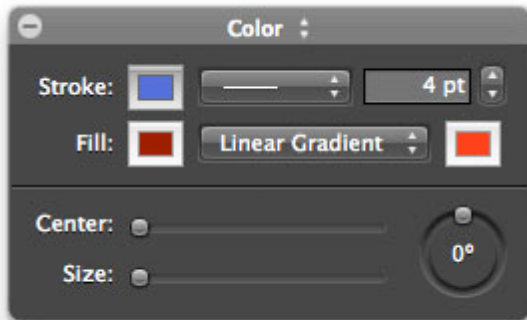 Color
Stroke: 4 pt
Fill: Linear Gradient
Center:
0°
Size: